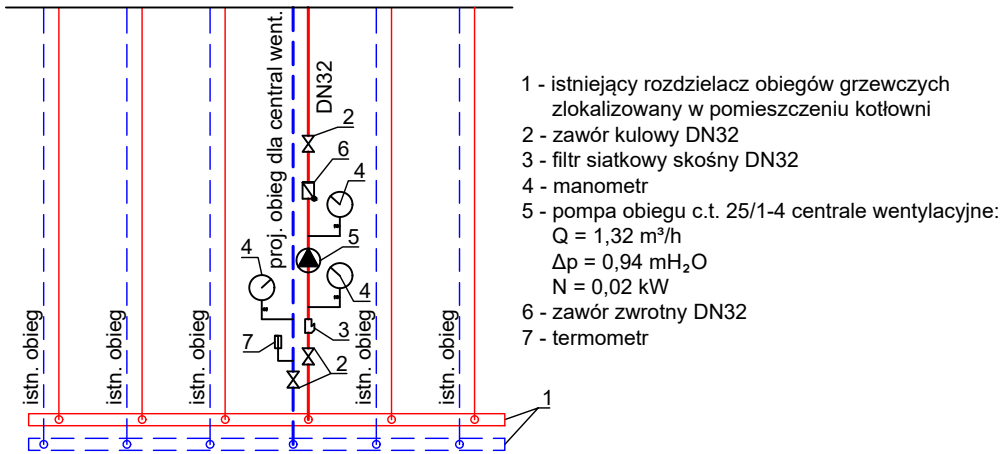 proj. obieg dla central went.
DN32
2
6
4
5
4
4
3
7
2
istn. obieg
istn. obieg
istn. obieg
istn. obieg
istn. obieg
1
1 - istniejący rozdzielacz obiegów grzewczych
zlokalizowany w pomieszczeniu kotłowni
2 - zawór kulowy DN32
3 - filtr siatkowy skośny DN32
4 - manometr
5 - pompa obiegu c.t. 25/1-4 centrale wentylacyjne:
Q = 1,32 m³/h
Δp = 0,94 mH₂O
N = 0,02 kW
6 - zawór zwrotny DN32
7 - termometr